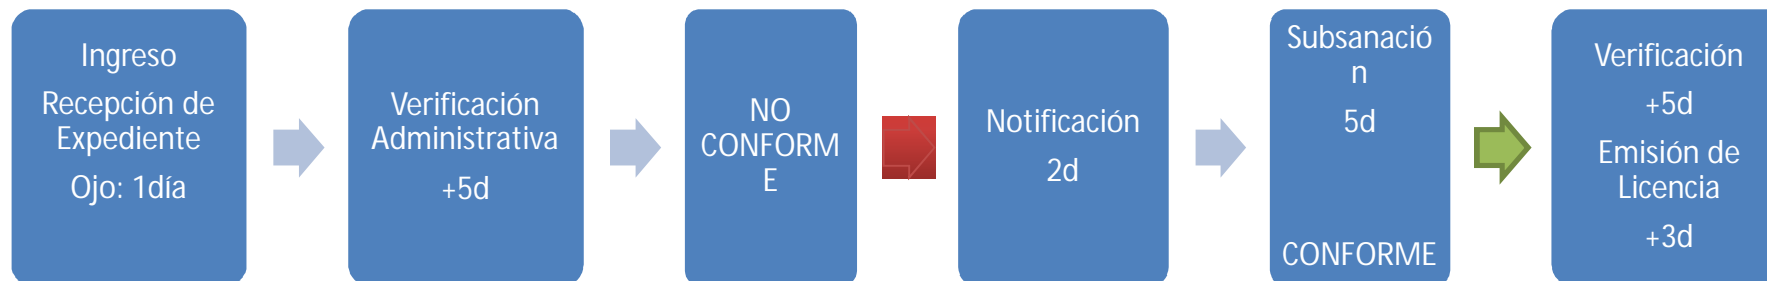 Ingreso
Recepción de
Expediente
Ojo: 1día
Verificación
Administrativa
+5d
NO
CONFORM
E
Notificación
2d
Subsanació
n
5d
CONFORME
Verificación
+5d
Emisión de
Licencia
+3d